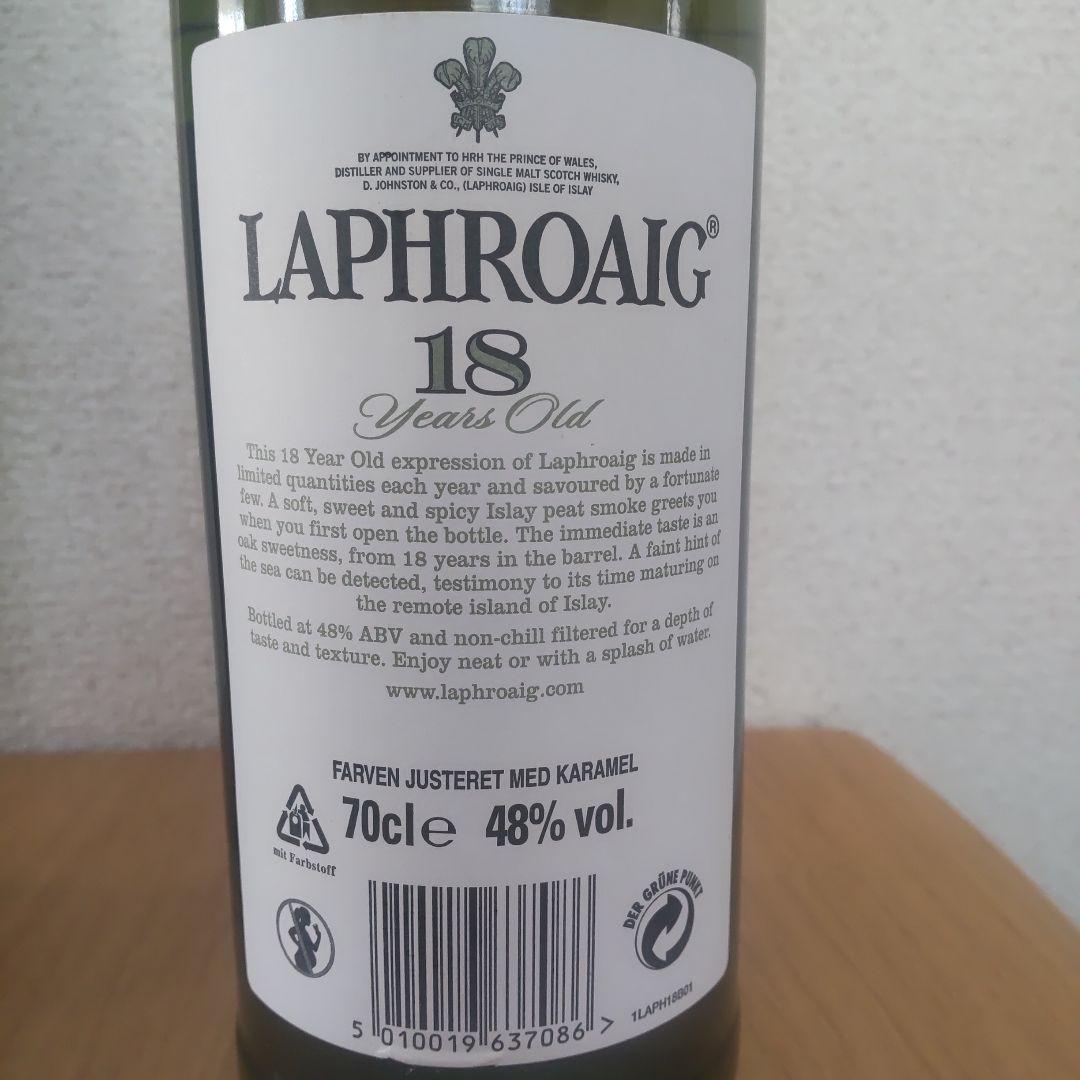 BY APPOINTMENT TO HRH THE PRINCE OF WALES,
DISTILLER AND SUPPLIER OF SINGLE MALT SCOTCH WHISKY,
D. JOHNSTON & CO., (LAPHROAIG) ISLE OF ISLAY
LAPHROAIG®
18
Years Old
This 18 Year Old expression of Laphroaig is made in
limited quantities each year and savoured by a fortunate
few. A soft, sweet and spicy Islay peat smoke greets you
when you first open the bottle. The immediate taste is an
oak sweetness, from 18 years in the barrel. A faint hint of
the sea can be detected, testimony to its time maturing on
the remote island of Islay.
Bottled at 48% ABV and non-chill filtered for a depth of
taste and texture. Enjoy neat or with a splash of water.
www.laphroaig.com
FARVEN JUSTERET MED KARAMEL
70cl e 48% vol.
mit Farbstoff
DER GRÜNE PUNKT
5 010019 637086 >
1LAPH18B01